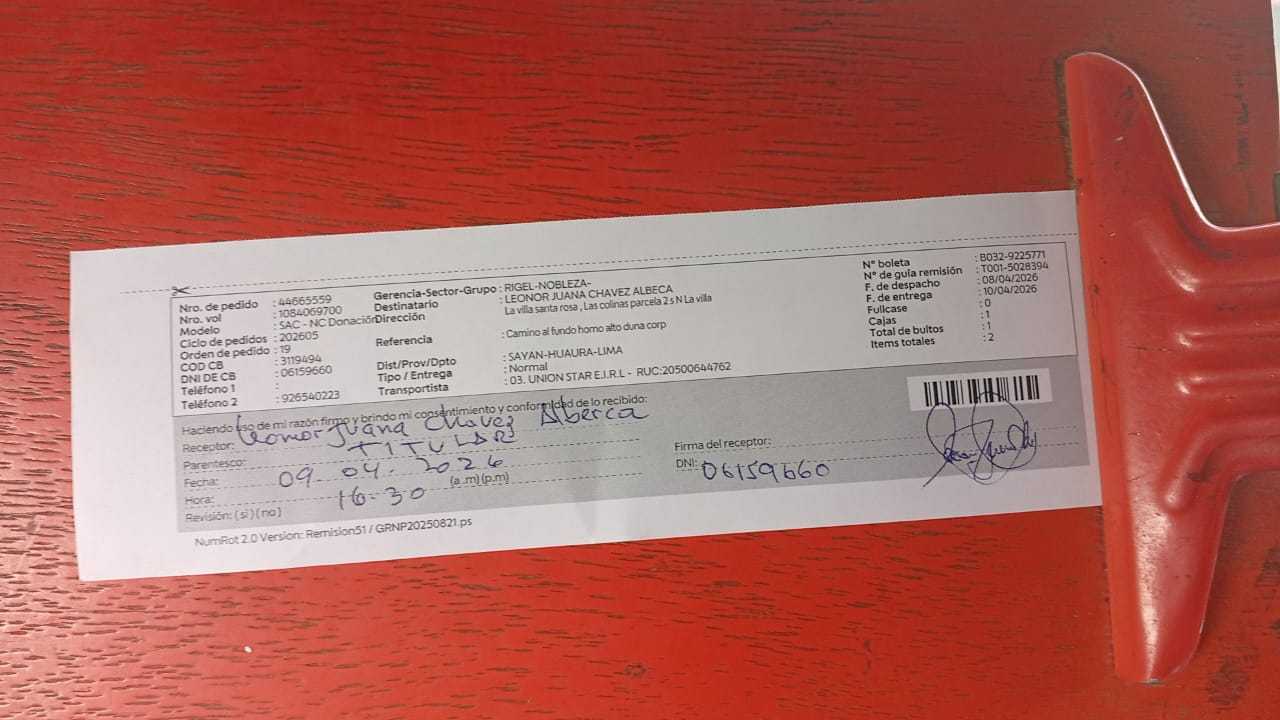 Nro. de pedido : 44665559
Nro. vol : 1084069700
Modelo : SAC - NC Donación
Ciclo de pedidos : 202605
Orden de pedido : 19
COD CB : 3119494
DNI DE CB : 06159660
Teléfono 1 :
Teléfono 2 : 926540223
Gerencia-Sector-Grupo : RIGEL-NOBLEZA-
Destinatario : LEONOR JUANA CHAVEZ ALBECA
Dirección : La villa santa rosa , Las colinas parcela 2 s N La villa
Referencia : Camino al fundo homo alto duna corp
Dist/Prov/Dpto : SAYAN-HUAURA-LIMA
Tipo / Entrega : Normal
Transportista : 03. UNION STAR E.I.R.L - RUC:20500644762
N° boleta : B032-9225771
N° de guía remisión : T001-5028394
F. de despacho : 08/04/2026
F. de entrega : 10/04/2026
Fullcase : 0
Cajas : 1
Total de bultos : 1
Items totales : 2
Haciendo uso de mi razón firmo y brindo mi consentimiento y conformidad de lo recibido:
Receptor: Leonor Juana Chavez Alberca
Parentesco: TITULAR
Fecha: 09-04-2026
Hora: 16-30 (a.m)(p.m)
Revisión: ( si ) ( no )
Firma del receptor:
DNI: 06159660
NumRot 2.0 Version: Remision51 / GRNP20250821.ps